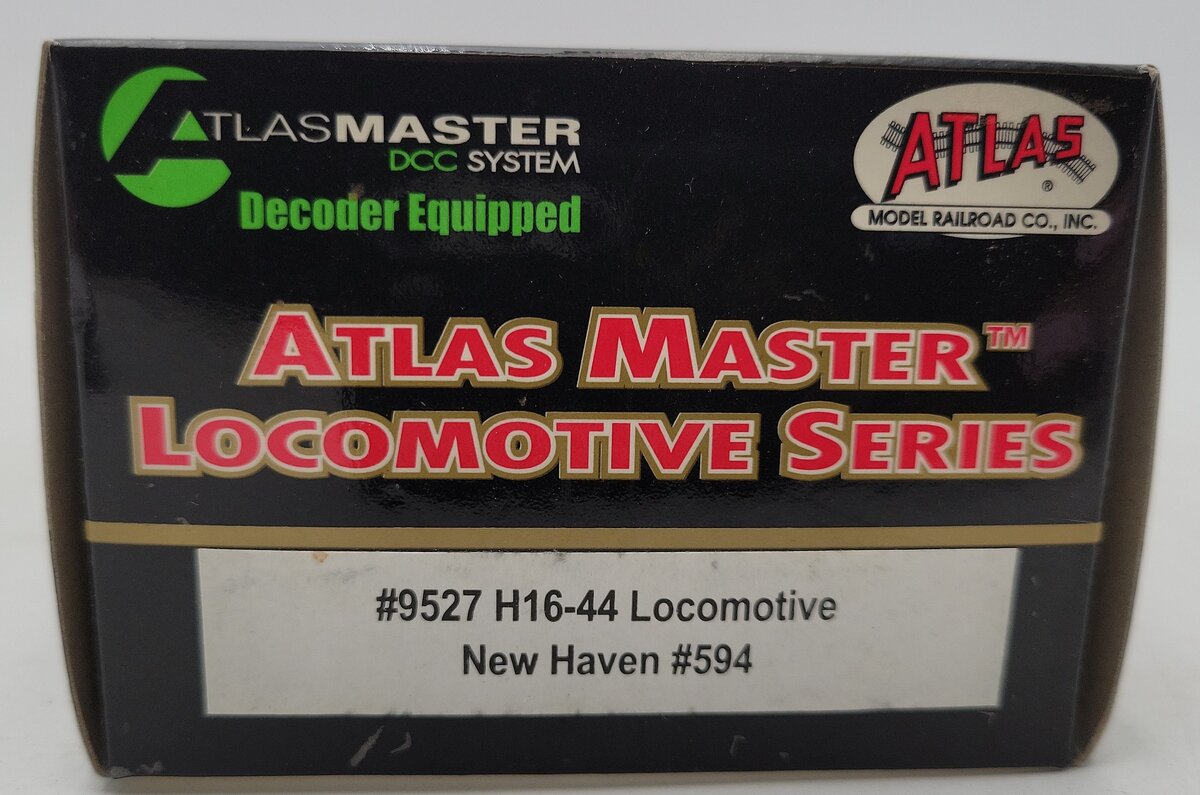 ATLASMASTER
DCC SYSTEM
Decoder Equipped
ATLAS
®
MODEL RAILROAD CO., INC.
ATLAS MASTER™
LOCOMOTIVE SERIES
#9527 H16-44 Locomotive
New Haven #594